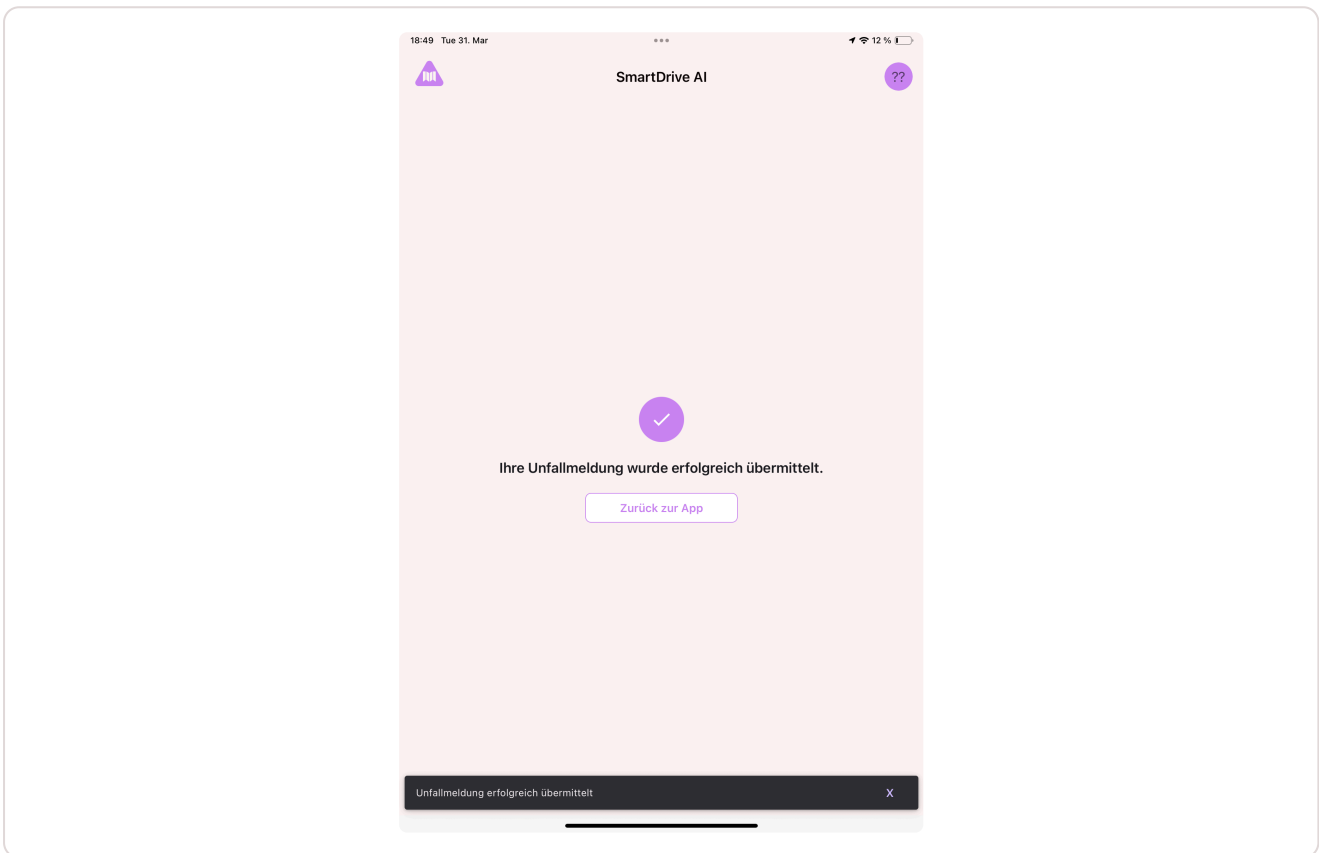 18:49 Tue 31. Mar
12 %
SmartDrive AI
??
Ihre Unfallmeldung wurde erfolgreich übermittelt.
Zurück zur App
Unfallmeldung erfolgreich übermittelt
X